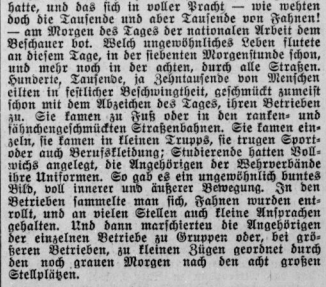 hatte, und das sich in voller Pracht — wie wehten
doch die Tausende und aber Tausende von Fahnen!
— am Morgen des Tages der nationalen Arbeit dem
Beschauer bot. Welch ungewöhnliches Leben flutete
an diesem Tage, in der siebenten Morgenstunde schon,
und mehr noch in der achten, durch alle Straßen.
Hunderte, Tausende, ja Zehntausende von Menschen
eilten in festlicher Beschwingtheit, geschmückt zumeist
schon mit dem Abzeichen des Tages, ihren Betrieben
zu. Sie kamen zu Fuß oder in den ranken- und
fähnchengeschmückten Straßenbahnen. Sie kamen ein-
zeln, sie kamen in kleinen Trupps, sie trugen Sport-
oder auch Berufskleidung; Studierende hatten Voll-
wichs angelegt, die Angehörigen der Wehrverbände
ihre Uniformen. So gab es ein ungewöhnlich buntes
Bild, voll innerer und äußerer Bewegung. In den
Betrieben sammelte man sich, Fahnen wurden ent-
rollt, und an vielen Stellen auch kleine Ansprachen
gehalten. Und dann marschierten die Angehörigen
der einzelnen Betriebe zu Gruppen oder, bei grö-
ßeren Betrieben, zu kleinen Zügen geordnet durch
den noch grauen Morgen nach den acht großen
Stellplätzen.